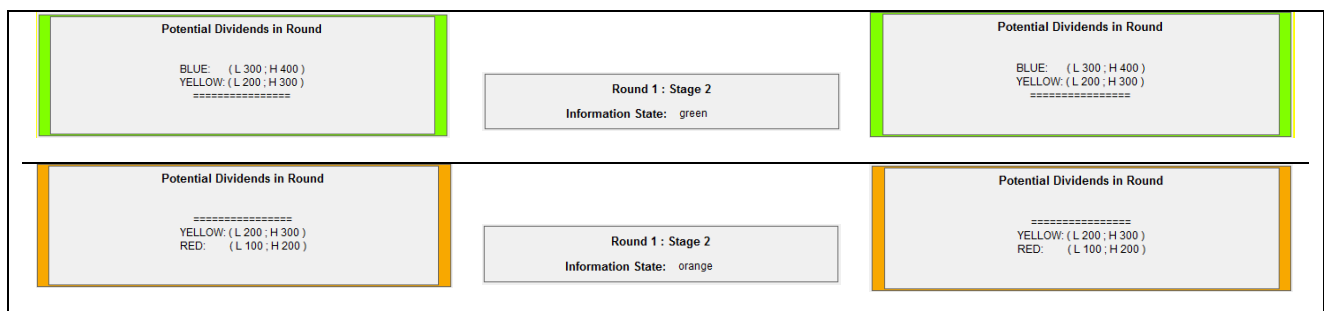 Potential Dividends in Round
BLUE: ( L 300 ; H 400 )
YELLOW: ( L 200 ; H 300 )
================
Round 1 : Stage 2
Information State: green
Potential Dividends in Round
BLUE: ( L 300 ; H 400 )
YELLOW: ( L 200 ; H 300 )
================
Potential Dividends in Round
================
YELLOW: ( L 200 ; H 300 )
RED: ( L 100 ; H 200 )
Round 1 : Stage 2
Information State: orange
Potential Dividends in Round
================
YELLOW: ( L 200 ; H 300 )
RED: ( L 100 ; H 200 )